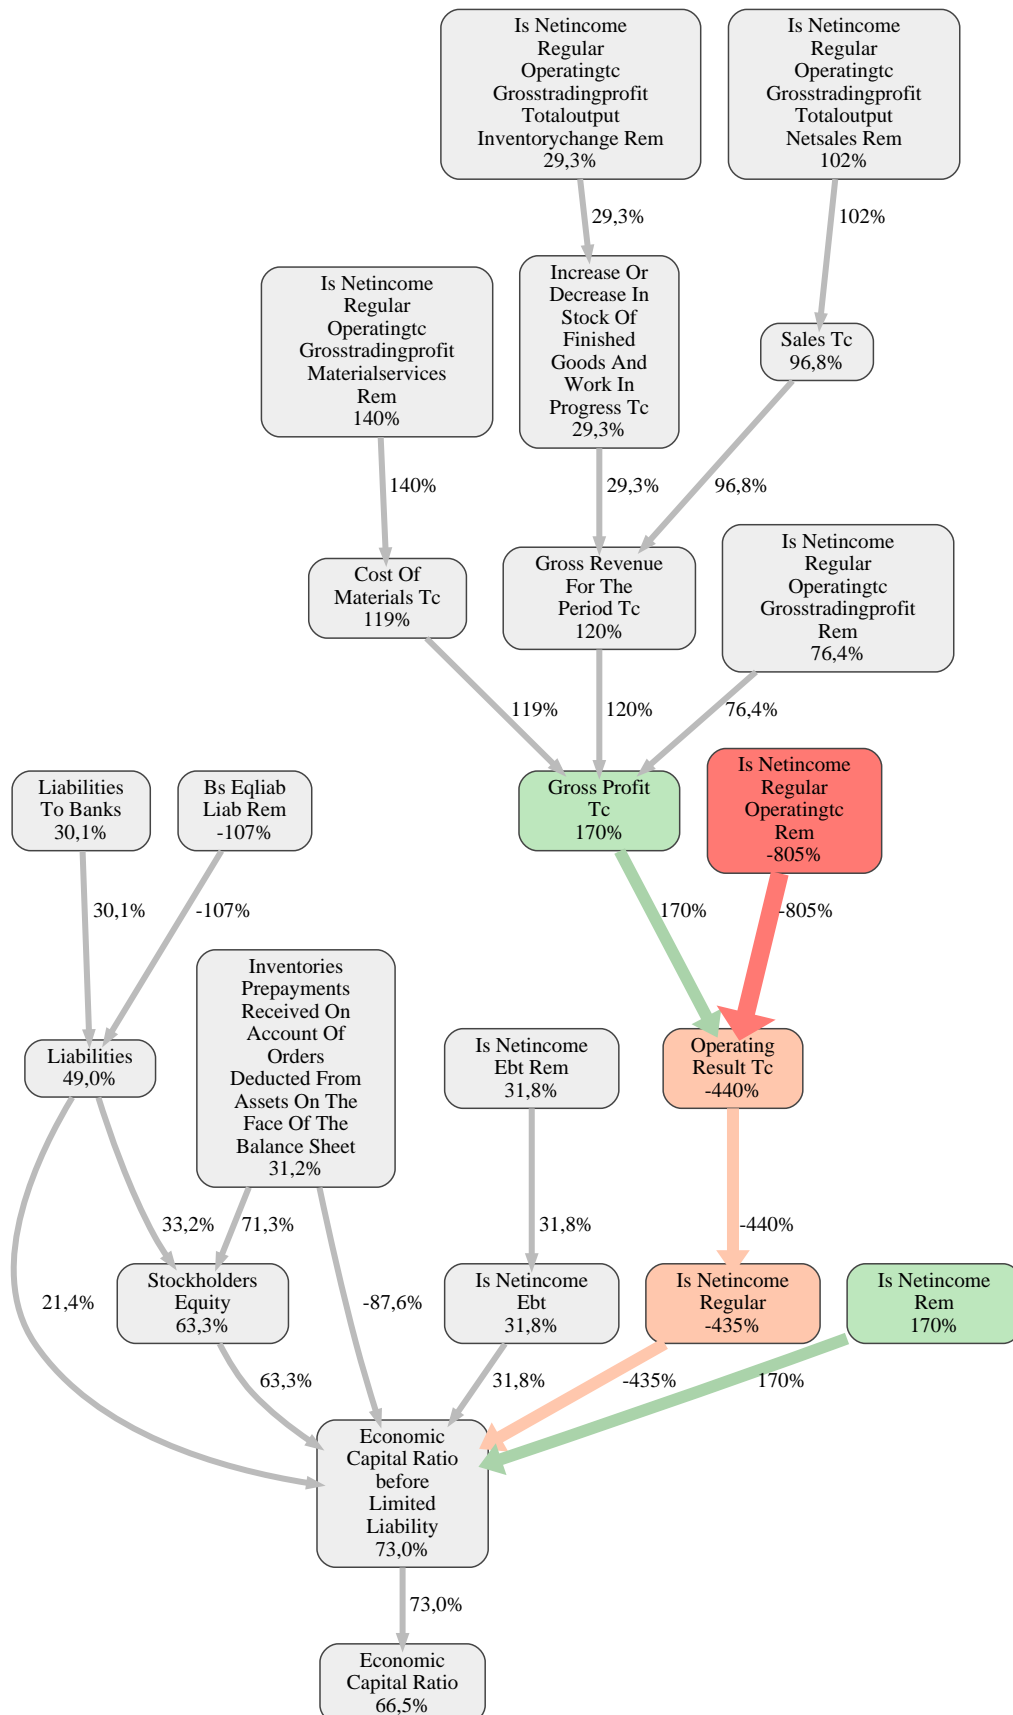 Is Netincome
Regular
Operatingtc
Grosstradingprofit
Totaloutput
Inventorychange Rem
29,3%
Is Netincome
Regular
Operatingtc
Grosstradingprofit
Totaloutput
Netsales Rem
102%
29,3%
102%
Is Netincome
Regular
Operatingtc
Grosstradingprofit
Materialservices
Rem
140%
Increase Or
Decrease In
Stock Of
Finished
Goods And
Work In
Progress Tc
29,3%
Sales Tc
96,8%
140%
29,3%
96,8%
Cost Of
Materials Tc
119%
Gross Revenue
For The
Period Tc
120%
Is Netincome
Regular
Operatingtc
Grosstradingprofit
Rem
76,4%
119%
120%
76,4%
Liabilities
To Banks
30,1%
Bs Eqliab
Liab Rem
-107%
Gross Profit
Tc
170%
Is Netincome
Regular
Operatingtc
Rem
-805%
30,1%
-107%
170%
-805%
Liabilities
49,0%
Inventories
Prepayments
Received On
Account Of
Orders
Deducted From
Assets On The
Face Of The
Balance Sheet
31,2%
Is Netincome
Ebt Rem
31,8%
Operating
Result Tc
-440%
33,2%
71,3%
31,8%
-440%
Stockholders
Equity
63,3%
Is Netincome
Ebt
31,8%
Is Netincome
Regular
-435%
Is Netincome
Rem
170%
21,4%
-87,6%
63,3%
31,8%
-435%
170%
Economic
Capital Ratio
before
Limited
Liability
73,0%
73,0%
Economic
Capital Ratio
66,5%